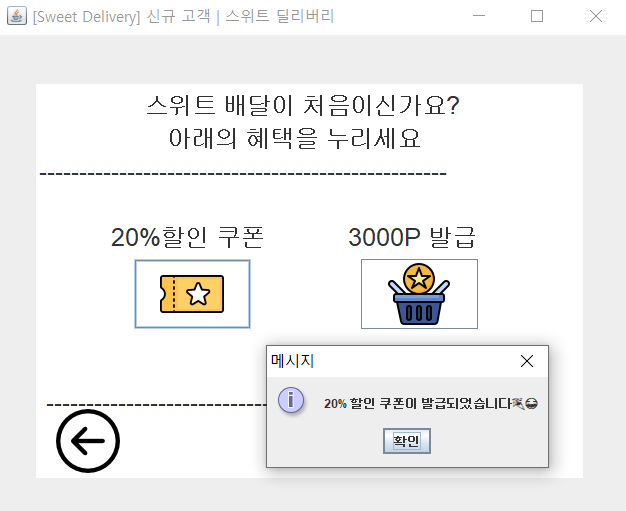 [Sweet Delivery] 신규 고객 | 스위트 딜리버리
스위트 배달이 처음이신가요?
아래의 혜택을 누리세요
---------------------------------------------------
20%할인 쿠폰
3000P 발급
메시지
20% 할인 쿠폰이 발급되었습니다
확인